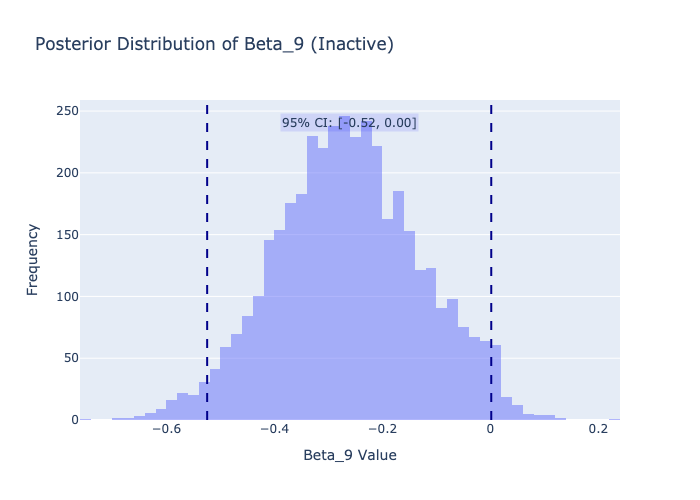 Posterior Distribution of Beta_9 (Inactive)
95% CI: [-0.52, 0.00]
250
200
150
100
50
0
Frequency
−0.6
−0.4
−0.2
0
0.2
Beta_9 Value